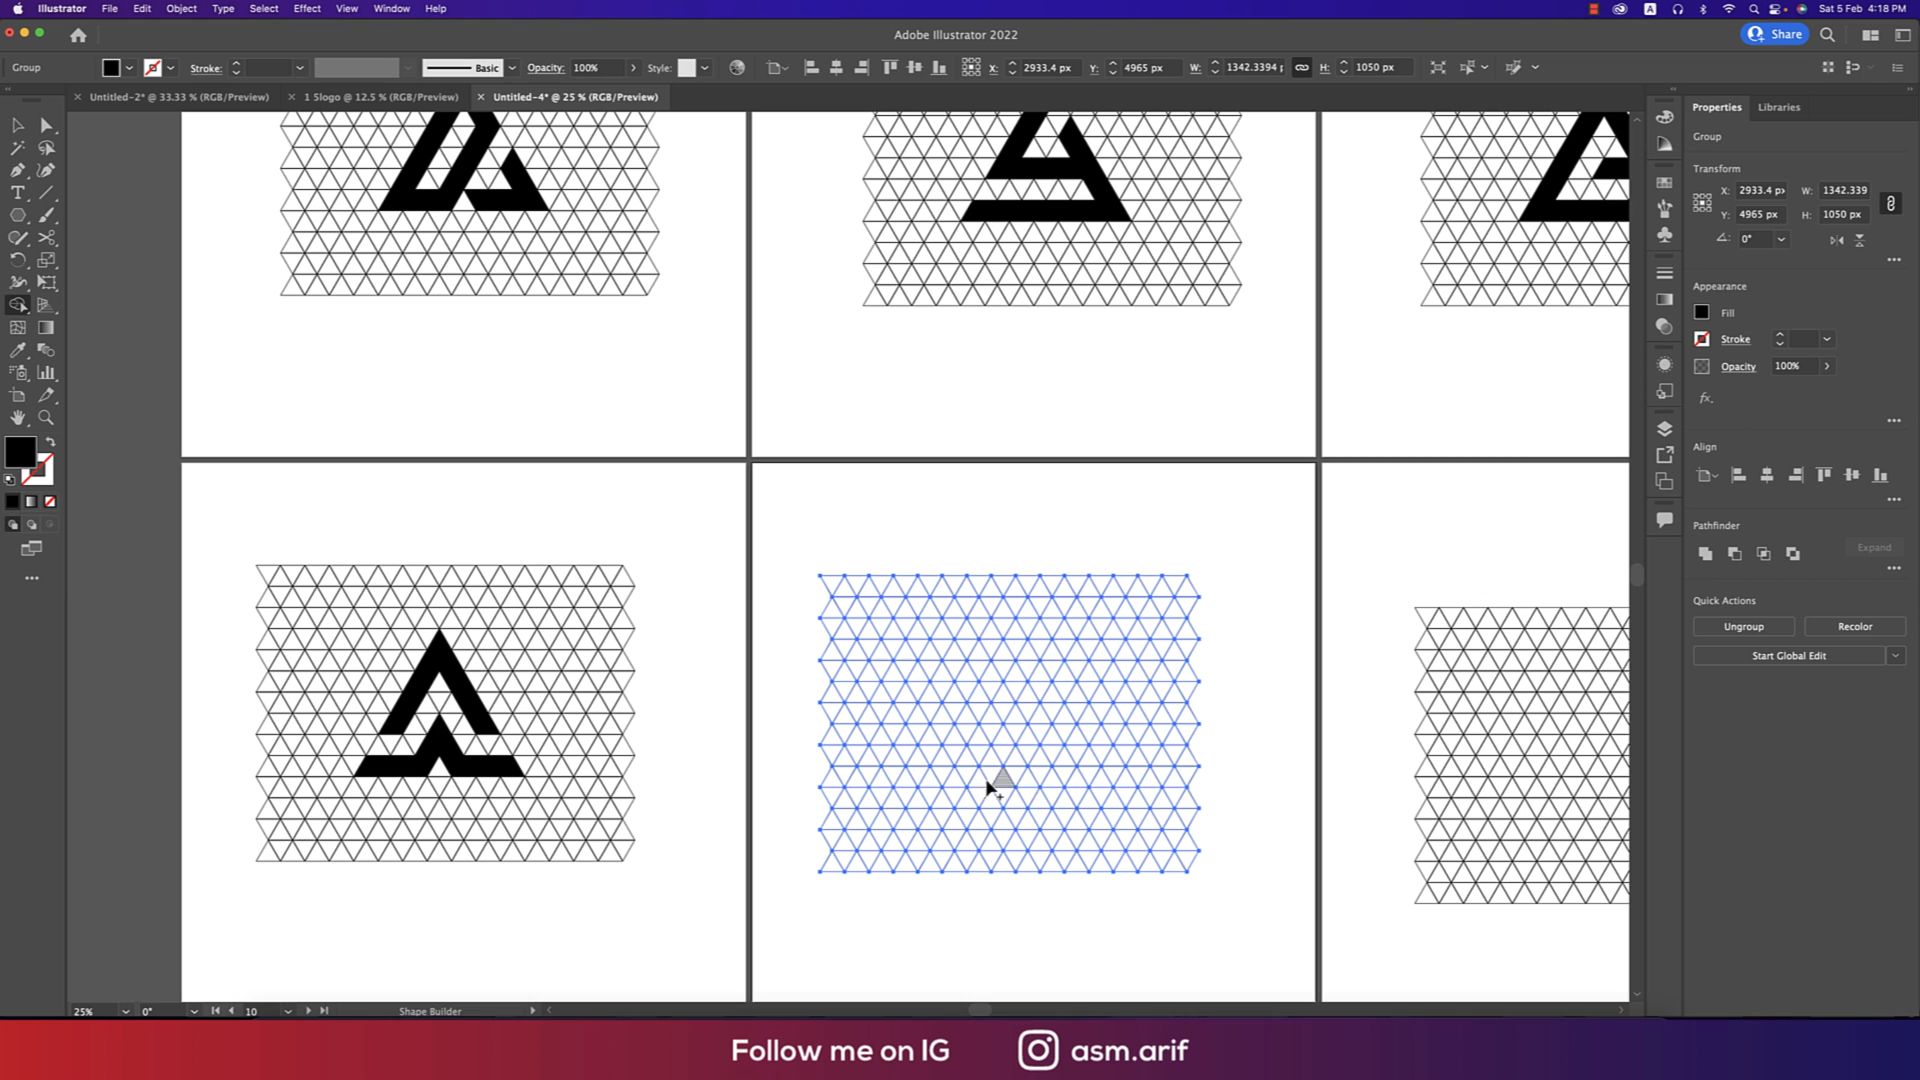 Illustrator File Edit Object Type Select Effect View Window Help
A
Sat 5 Feb 4:18 PM
Adobe Illustrator 2022
Share
Group
Stroke:
Basic
Opacity: 100%
Style:
X: 2933.4 px
Y: 4965 px
W: 1342.3394
H: 1050 px
Untitled-2* @ 33.33 % (RGB/Preview)
1 Slogo @ 12.5 % (RGB/Preview)
Untitled-4* @ 25 % (RGB/Preview)
Properties Libraries
Group
Transform
X: 2933.4 px W: 1342.339
Y: 4965 px H: 1050 px
0°
Appearance
Fill
Stroke
Opacity 100%
fx.
Align
Pathfinder
Expand
Quick Actions
Ungroup Recolor
Start Global Edit
25% 0° 10 Shape Builder
Follow me on IG asm.arif